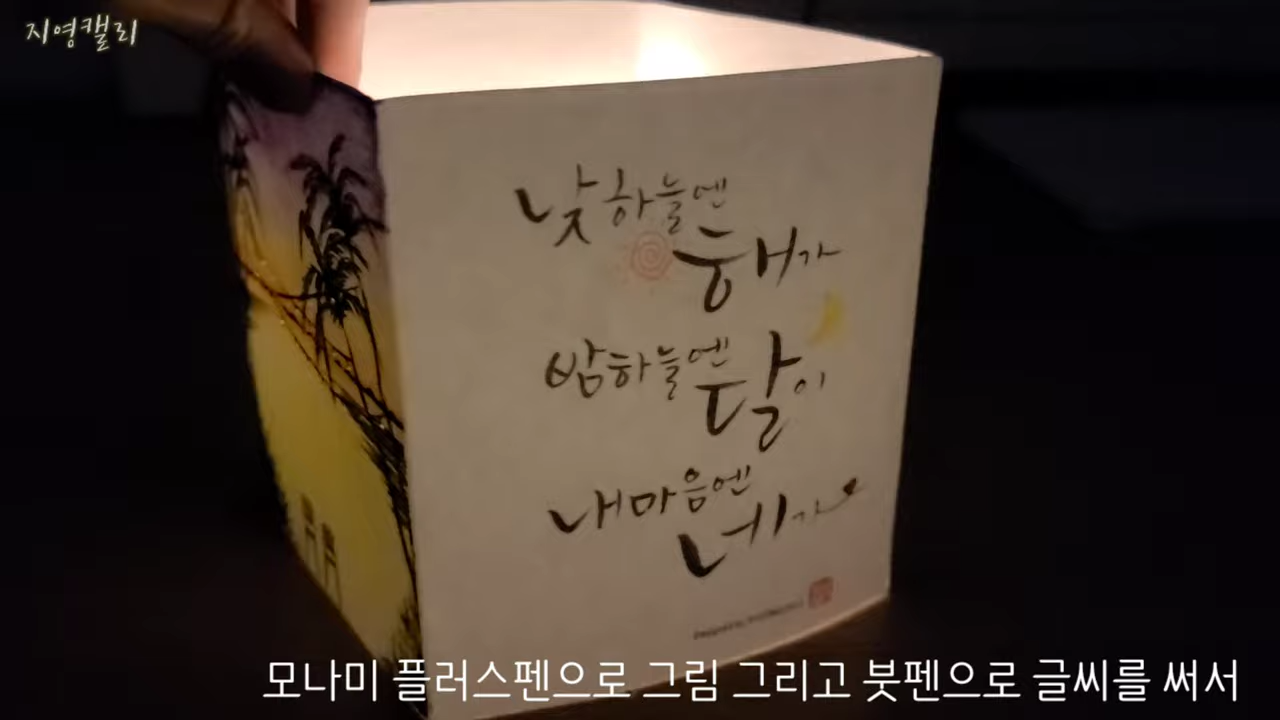 지영캘리
낮하늘엔
해가
밤하늘엔
달이
내마음엔
네가
모나미 플러스펜으로 그림 그리고 붓펜으로 글씨를 써서